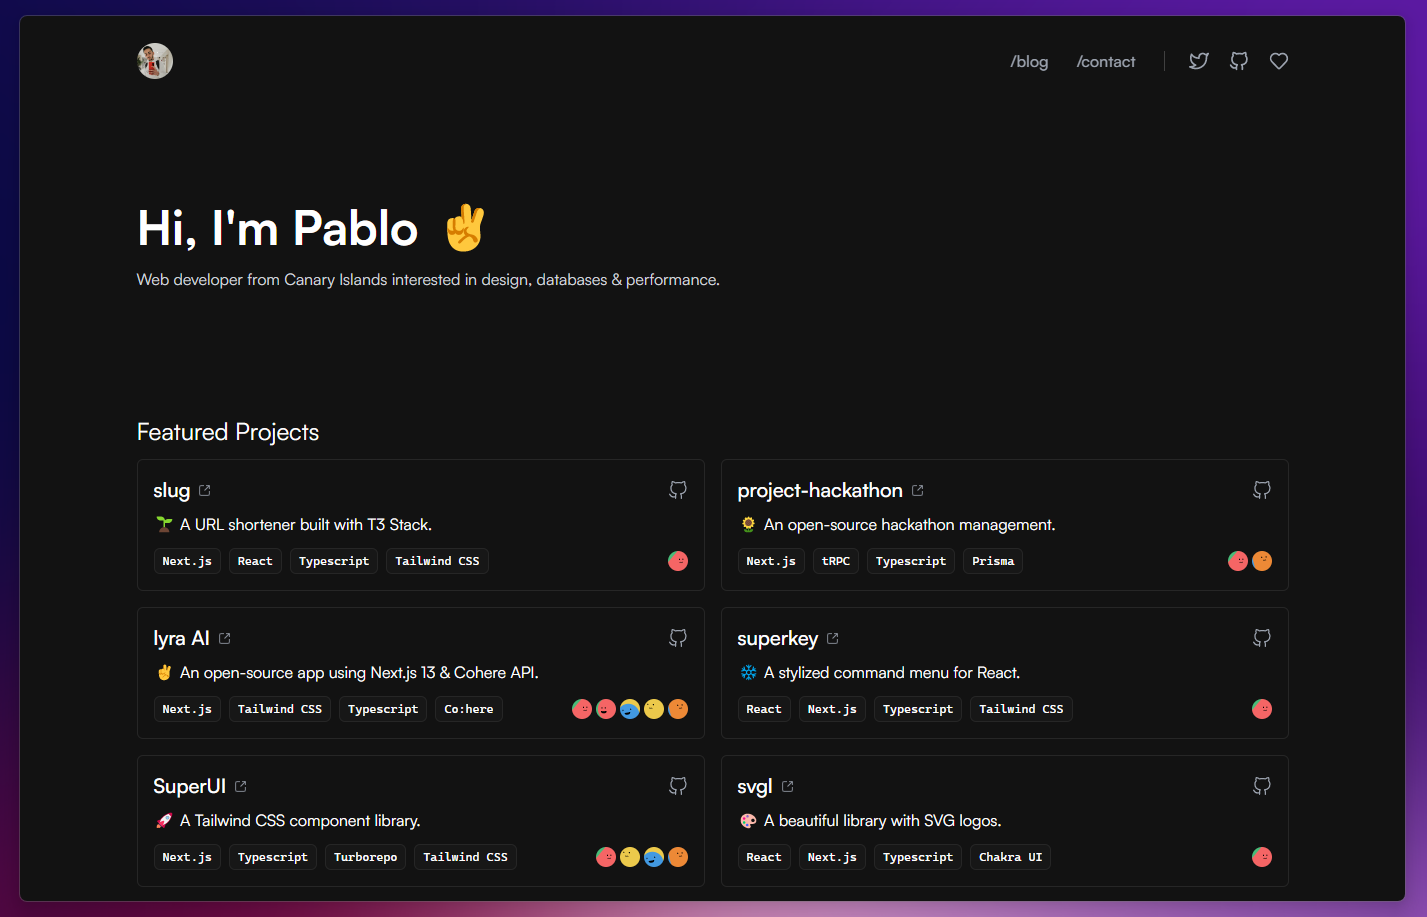 /blog /contact
Hi, I'm Pablo ✌️
Web developer from Canary Islands interested in design, databases & performance.
Featured Projects
slug
🌱 A URL shortener built with T3 Stack.
Next.js React Typescript Tailwind CSS
project-hackathon
🌻 An open-source hackathon management.
Next.js tRPC Typescript Prisma
lyra AI
✌️ An open-source app using Next.js 13 & Cohere API.
Next.js Tailwind CSS Typescript Co:here
superkey
❄️ A stylized command menu for React.
React Next.js Typescript Tailwind CSS
SuperUI
🚀 A Tailwind CSS component library.
Next.js Typescript Turborepo Tailwind CSS
svgl
🎨 A beautiful library with SVG logos.
React Next.js Typescript Chakra UI